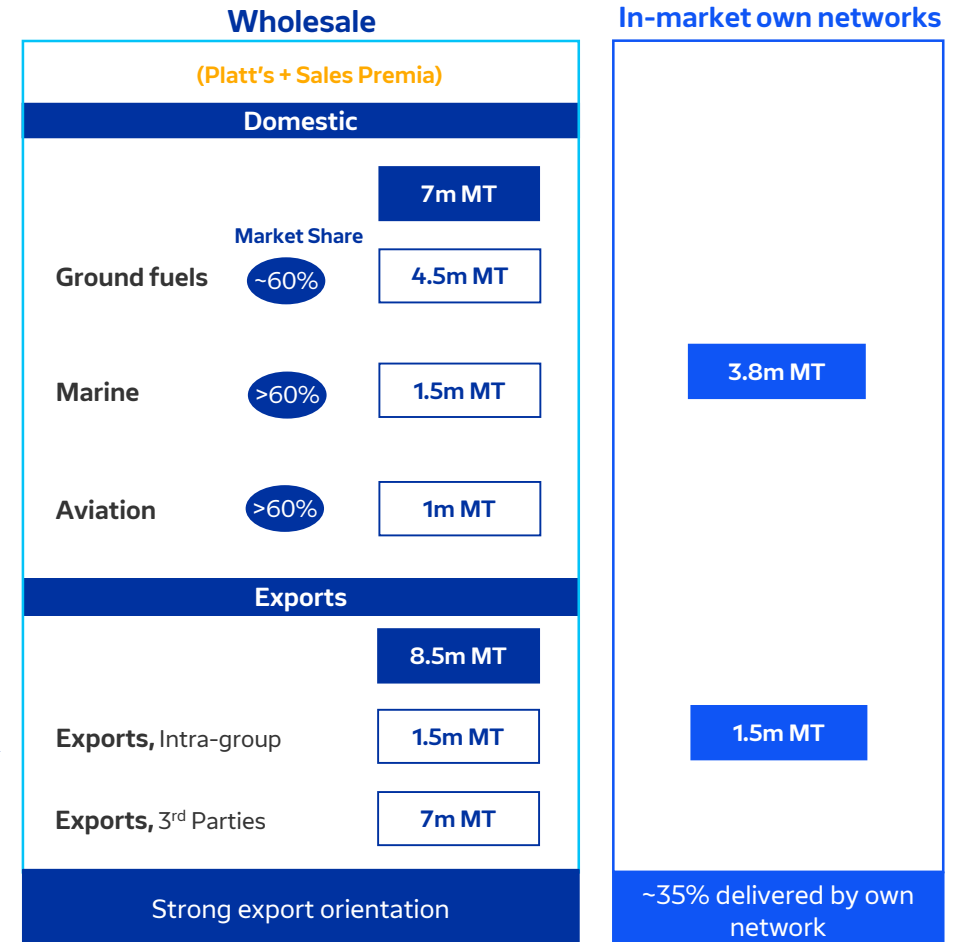 Wholesale
(Platt's + Sales Premia)
Domestic
7m MT
Market Share
Ground fuels ~60% 4.5m MT
Marine >60% 1.5m MT
Aviation >60% 1m MT
Exports
8.5m MT
Exports, Intra-group 1.5m MT
Exports, 3rd Parties 7m MT
Strong export orientation
In-market own networks
3.8m MT
1.5m MT
~35% delivered by own
network